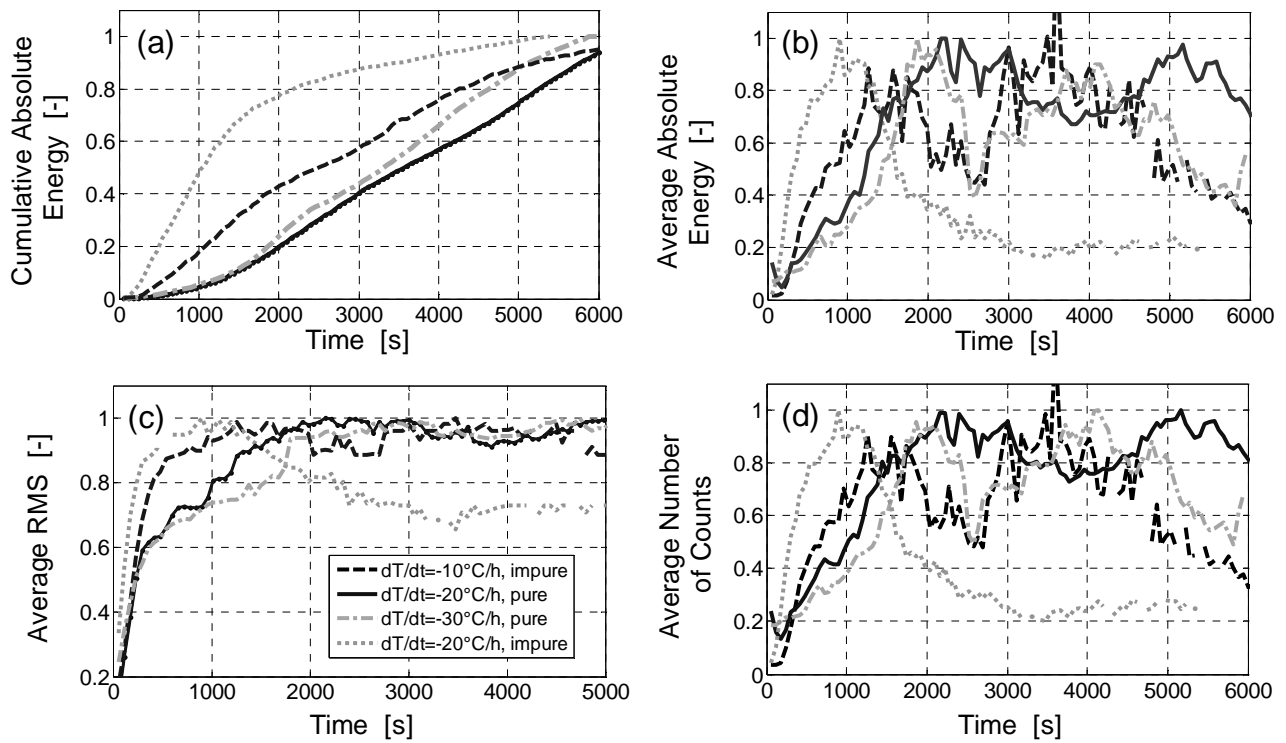 (a)
Cumulative Absolute
Energy [-]
1
0.8
0.6
0.4
0.2
0
0 1000 2000 3000 4000 5000 6000
Time [s]
(b)
Average Absolute
Energy [-]
1
0.8
0.6
0.4
0.2
0
0 1000 2000 3000 4000 5000 6000
Time [s]
(c)
Average RMS [-]
1
0.8
0.6
0.4
0.2
0 1000 2000 3000 4000 5000
Time [s]
dT/dt=-10°C/h, impure
dT/dt=-20°C/h, pure
dT/dt=-30°C/h, pure
dT/dt=-20°C/h, impure
(d)
Average Number
of Counts
1
0.8
0.6
0.4
0.2
0
0 1000 2000 3000 4000 5000 6000
Time [s]